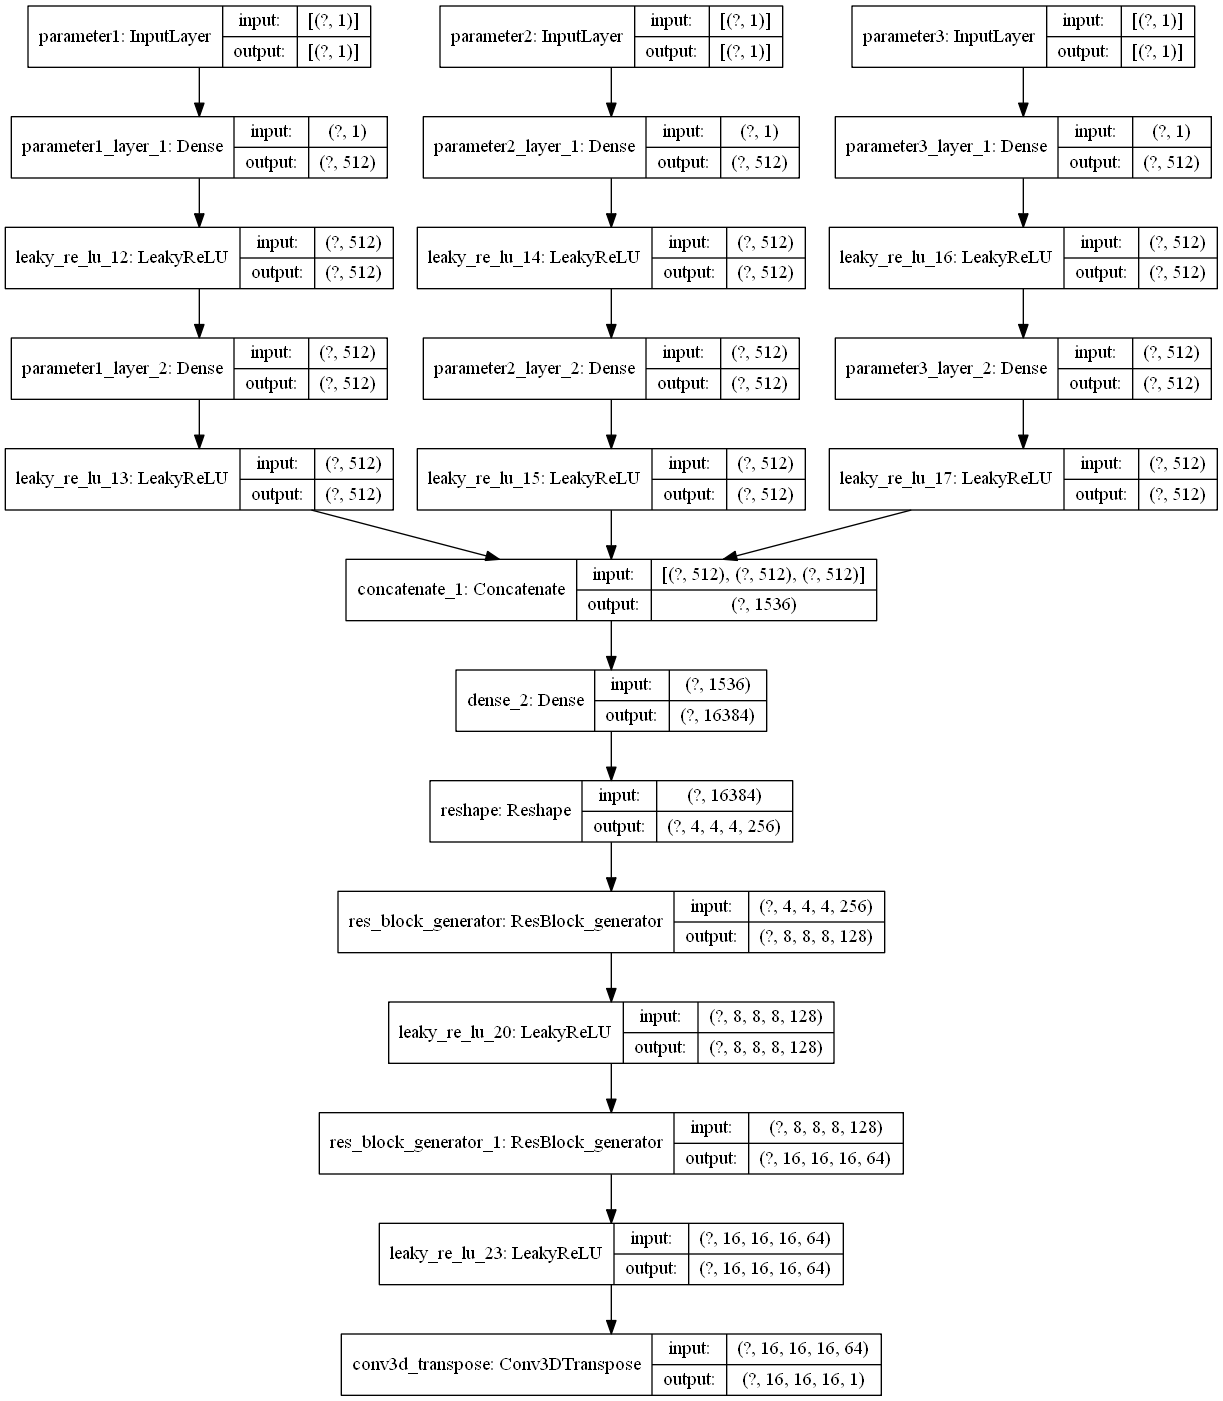 parameter1: InputLayer input: [(?, 1)] output: [(?, 1)]
parameter2: InputLayer input: [(?, 1)] output: [(?, 1)]
parameter3: InputLayer input: [(?, 1)] output: [(?, 1)]
parameter1_layer_1: Dense input: (?, 1) output: (?, 512)
parameter2_layer_1: Dense input: (?, 1) output: (?, 512)
parameter3_layer_1: Dense input: (?, 1) output: (?, 512)
leaky_re_lu_12: LeakyReLU input: (?, 512) output: (?, 512)
leaky_re_lu_14: LeakyReLU input: (?, 512) output: (?, 512)
leaky_re_lu_16: LeakyReLU input: (?, 512) output: (?, 512)
parameter1_layer_2: Dense input: (?, 512) output: (?, 512)
parameter2_layer_2: Dense input: (?, 512) output: (?, 512)
parameter3_layer_2: Dense input: (?, 512) output: (?, 512)
leaky_re_lu_13: LeakyReLU input: (?, 512) output: (?, 512)
leaky_re_lu_15: LeakyReLU input: (?, 512) output: (?, 512)
leaky_re_lu_17: LeakyReLU input: (?, 512) output: (?, 512)
concatenate_1: Concatenate input: [(?, 512), (?, 512), (?, 512)] output: (?, 1536)
dense_2: Dense input: (?, 1536) output: (?, 16384)
reshape: Reshape input: (?, 16384) output: (?, 4, 4, 4, 256)
res_block_generator: ResBlock_generator input: (?, 4, 4, 4, 256) output: (?, 8, 8, 8, 128)
leaky_re_lu_20: LeakyReLU input: (?, 8, 8, 8, 128) output: (?, 8, 8, 8, 128)
res_block_generator_1: ResBlock_generator input: (?, 8, 8, 8, 128) output: (?, 16, 16, 16, 64)
leaky_re_lu_23: LeakyReLU input: (?, 16, 16, 16, 64) output: (?, 16, 16, 16, 64)
conv3d_transpose: Conv3DTranspose input: (?, 16, 16, 16, 64) output: (?, 16, 16, 16, 1)